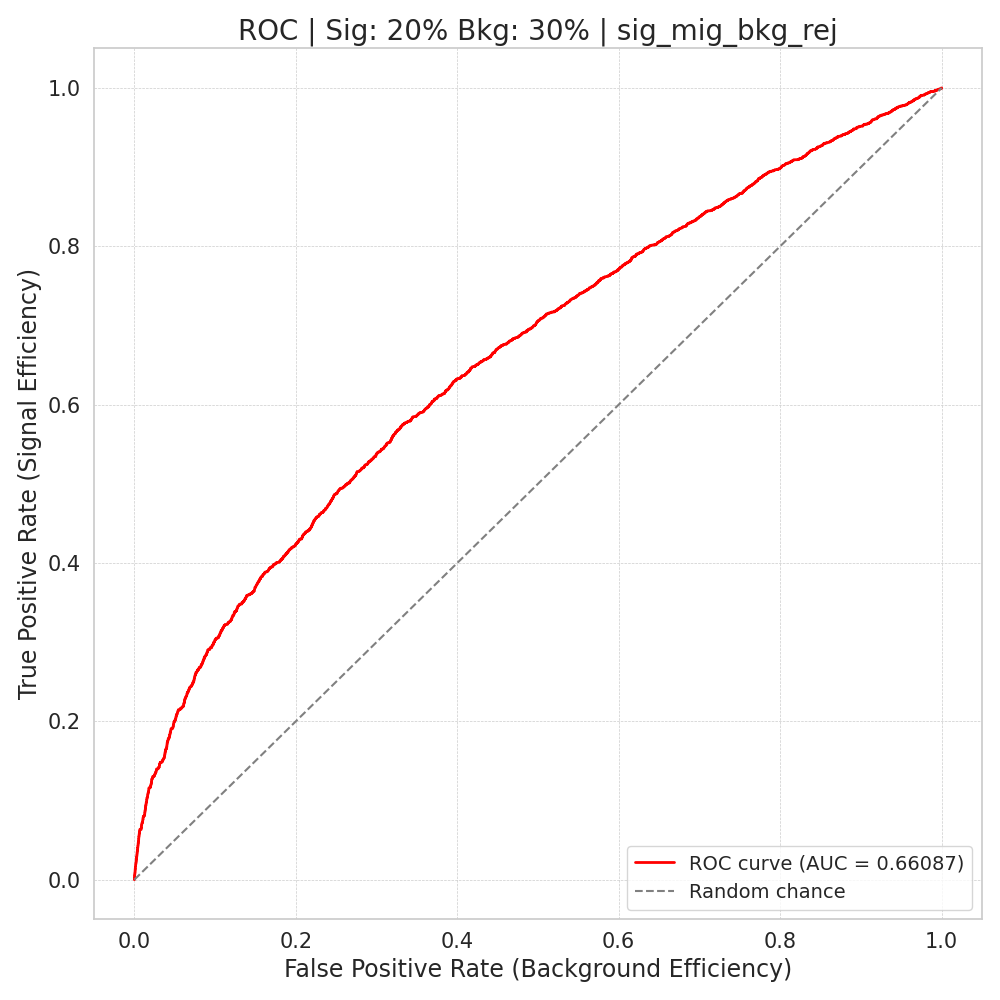 ROC | Sig: 20% Bkg: 30% | sig_mig_bkg_rej
True Positive Rate (Signal Efficiency)
1.0
0.8
0.6
0.4
0.2
0.0
0.0 0.2 0.4 0.6 0.8 1.0
False Positive Rate (Background Efficiency)
ROC curve (AUC = 0.66087)
Random chance